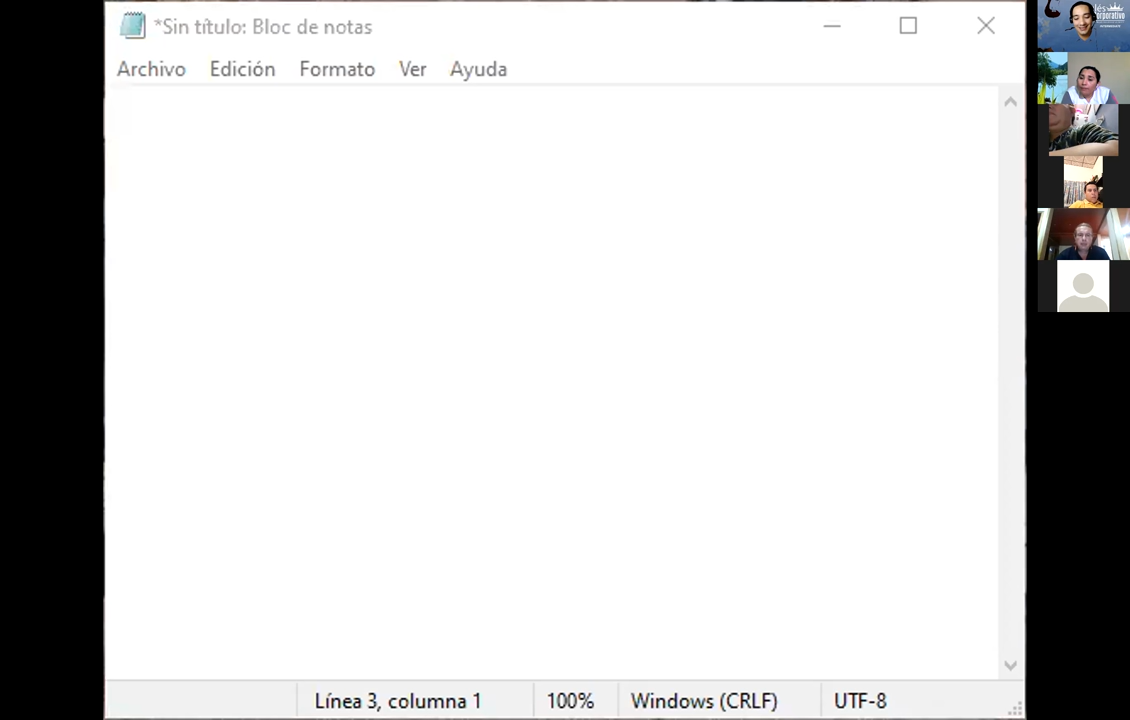 *Sin título: Bloc de notas
Archivo Edición Formato Ver Ayuda
Línea 3, columna 1 100% Windows (CRLF) UTF-8